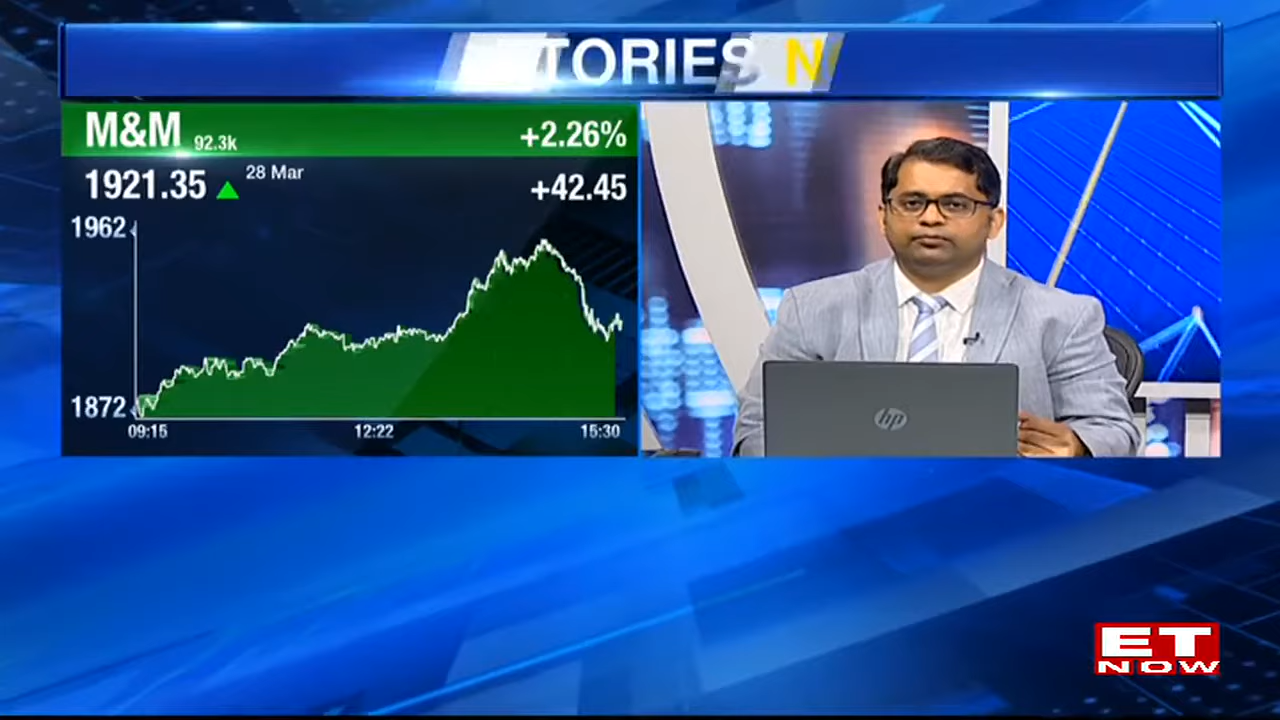 TORIES N
M&M 92.3k +2.26%
1921.35 28 Mar +42.45
1962
1872
09:15 12:22 15:30
hp
ET
NOW